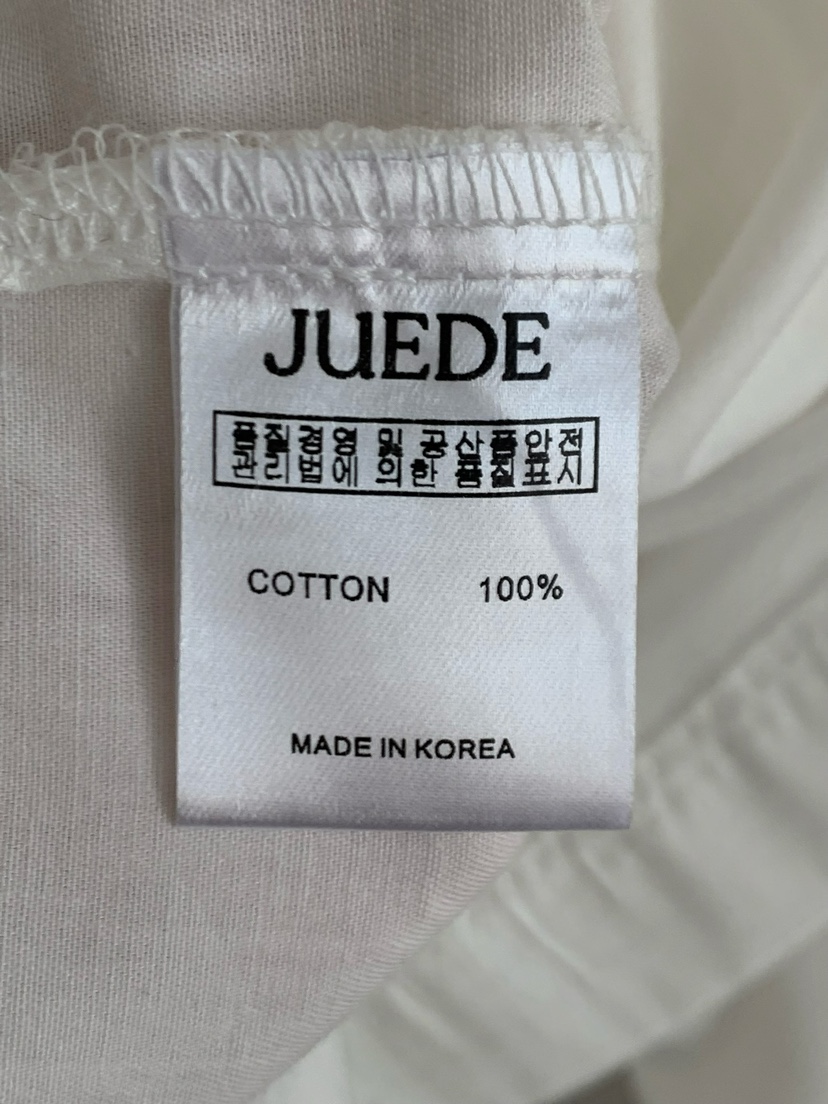 JUEDE
품질경영 및 공산품안전
관리법에 의한 품질표시
COTTON 100%
MADE IN KOREA